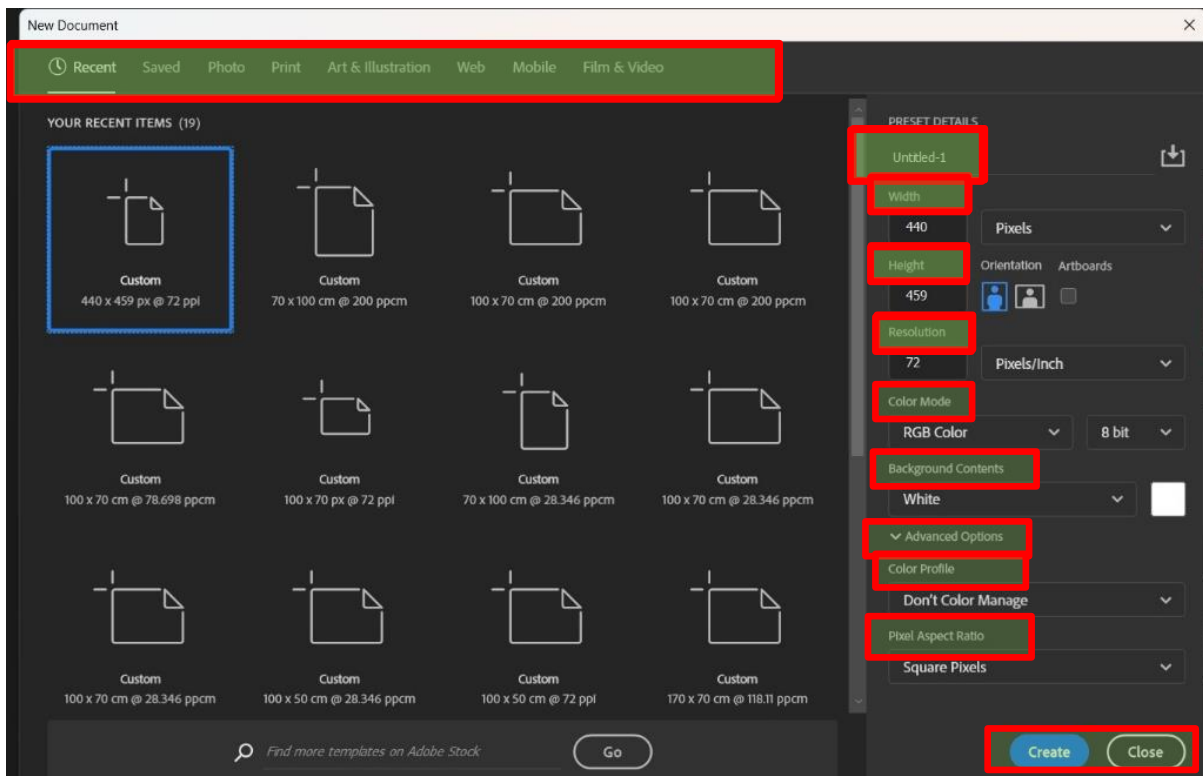 New Document
Recent Saved Photo Print Art & Illustration Web Mobile Film & Video
YOUR RECENT ITEMS (19)
Custom
440 x 459 px @ 72 ppi
Custom
70 x 100 cm @ 200 ppcm
Custom
100 x 70 cm @ 200 ppcm
Custom
100 x 70 cm @ 200 ppcm
Custom
100 x 70 cm @ 78.698 ppcm
Custom
100 x 70 px @ 72 ppi
Custom
70 x 100 cm @ 28.346 ppcm
Custom
100 x 70 cm @ 28.346 ppcm
Custom
100 x 70 cm @ 28.346 ppcm
Custom
100 x 50 cm @ 28.346 ppcm
Custom
100 x 50 cm @ 72 ppi
Custom
170 x 70 cm @ 118.11 ppcm
Find more templates on Adobe Stock Go
PRESET DETAILS
Untitled-1
Width
440 Pixels
Height Orientation Artboards
459
Resolution
72 Pixels/Inch
Color Mode
RGB Color 8 bit
Background Contents
White
Advanced Options
Color Profile
Don't Color Manage
Pixel Aspect Ratio
Square Pixels
Create Close